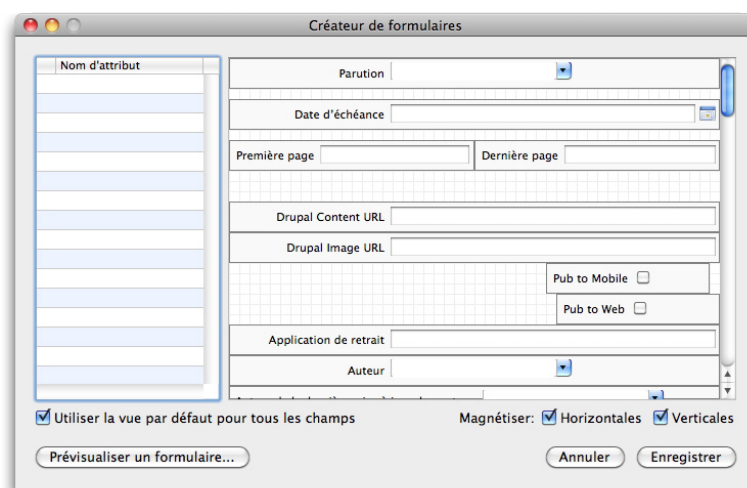 Créateur de formulaires
Nom d'attribut
Parution
Date d'échéance
Première page Dernière page
Drupal Content URL
Drupal Image URL
Pub to Mobile
Pub to Web
Application de retrait
Auteur
Utiliser la vue par défaut pour tous les champs Magnétiser: Horizontales Verticales
Prévisualiser un formulaire... Annuler Enregistrer